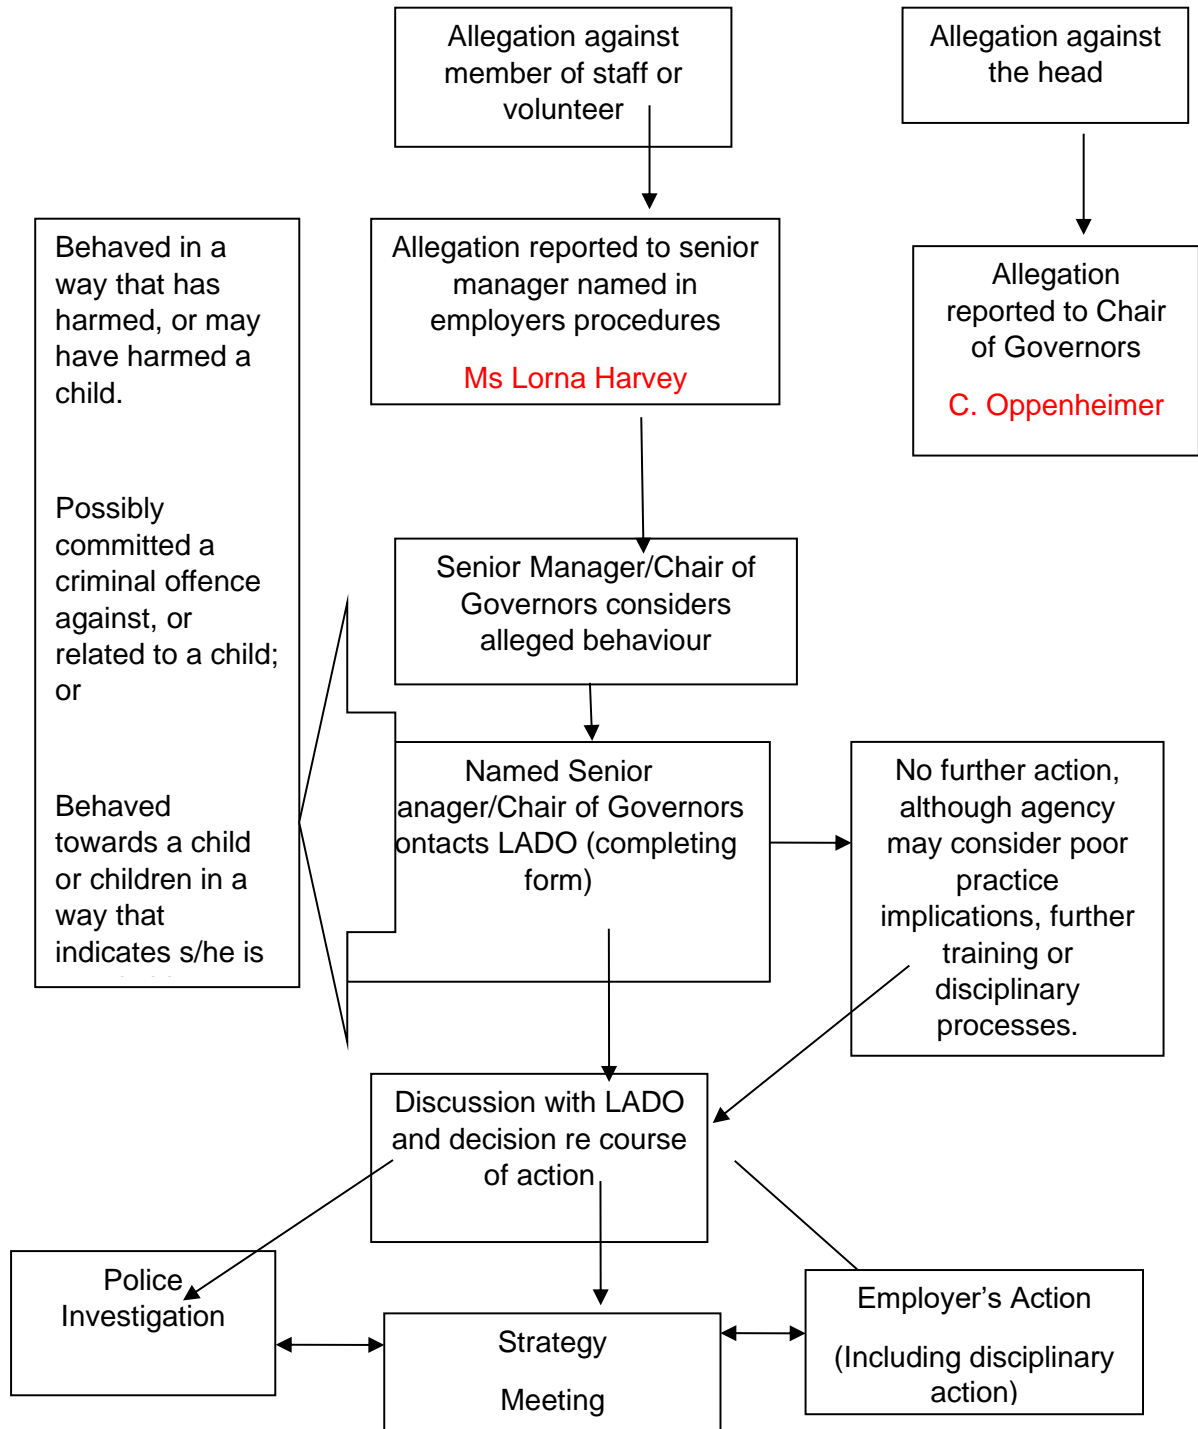 Allegation against
member of staff or
volunteer
Allegation against
the head
Behaved in a
way that has
harmed, or may
have harmed a
child.
Possibly
committed a
criminal offence
against, or
related to a child;
or
Behaved
towards a child
or children in a
way that
indicates s/he is
Allegation reported to senior
manager named in
employers procedures
Ms Lorna Harvey
Allegation
reported to Chair
of Governors
C. Oppenheimer
Senior Manager/Chair of
Governors considers
alleged behaviour
Named Senior
anager/Chair of Governors
ontacts LADO (completing
form)
No further action,
although agency
may consider poor
practice
implications, further
training or
disciplinary
processes.
Discussion with LADO
and decision re course
of action
Police
Investigation
Strategy
Meeting
Employer’s Action
(Including disciplinary
action)